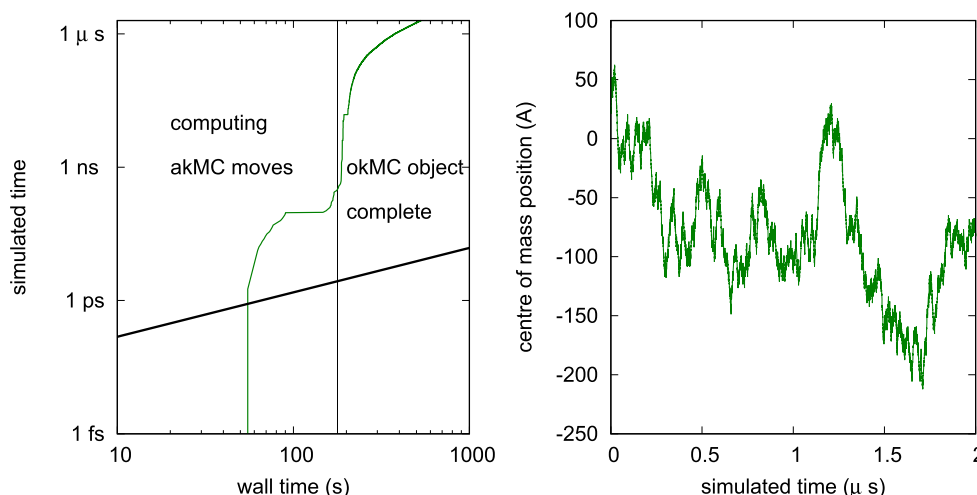 1 μ s
1 ns
1 ps
1 fs
simulated time
computing
akMC moves
okMC object
complete
10
100
1000
wall time (s)
100
50
0
-50
-100
-150
-200
-250
centre of mass position (A)
0
0.5
1
1.5
2
simulated time (μ s)